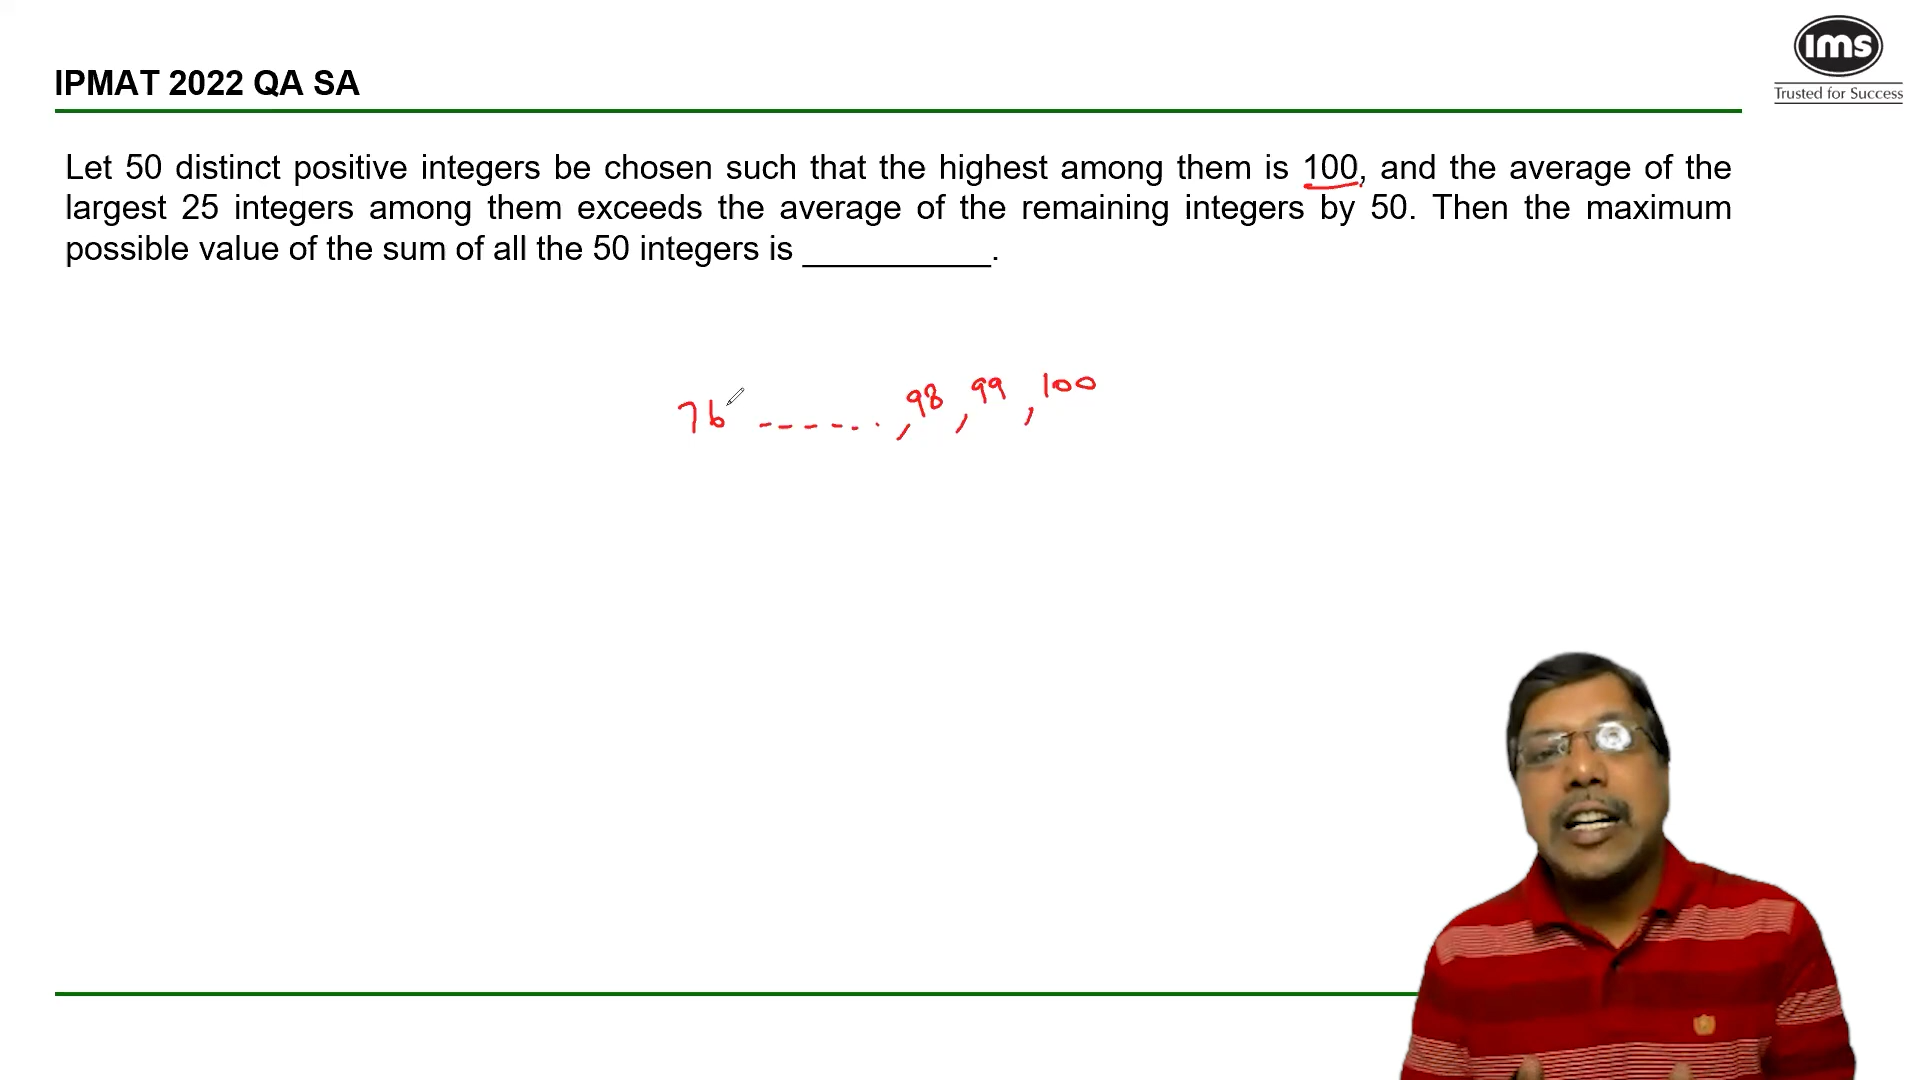 ims
Trusted for Success
IPMAT 2022 QA SA
Let 50 distinct positive integers be chosen such that the highest among them is 100, and the average of the
largest 25 integers among them exceeds the average of the remaining integers by 50. Then the maximum
possible value of the sum of all the 50 integers is __________.
76 ------., 98, 99, 100